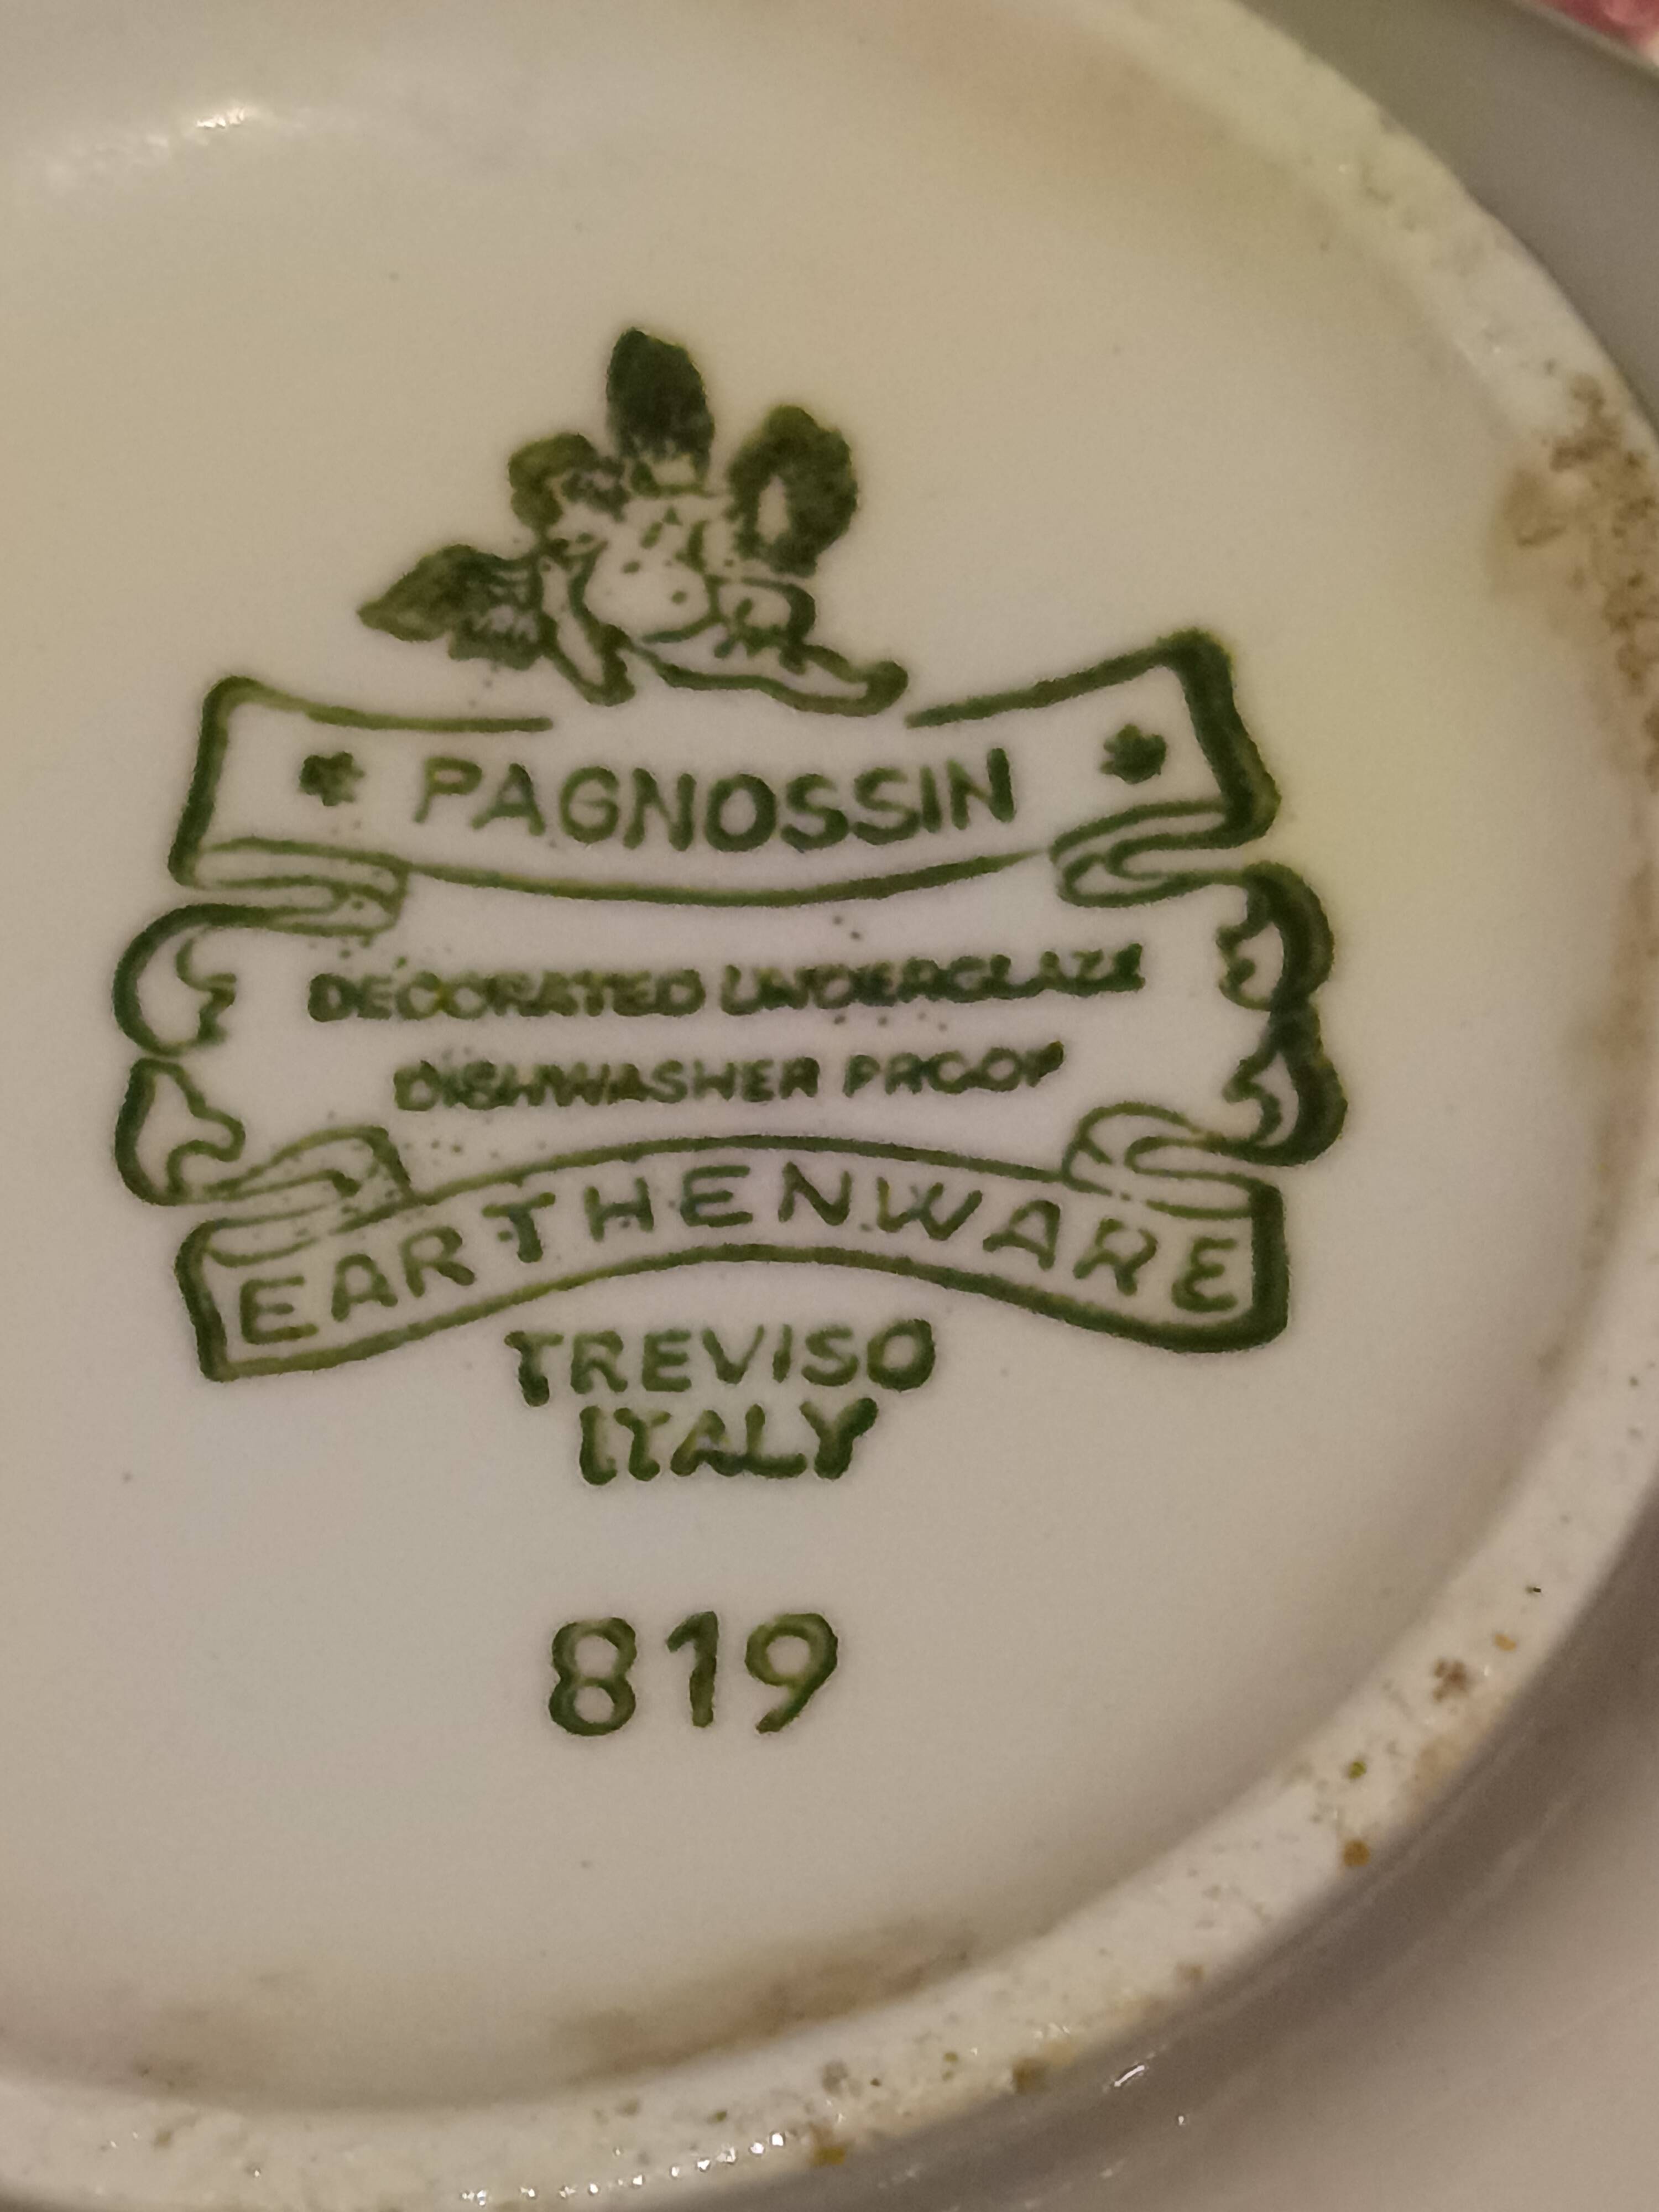 PAGNOSSIN
DECORATED UNDERGLAZE
DISHWASHER PROOF
EARTHENWARE
TREVISO
ITALY
819